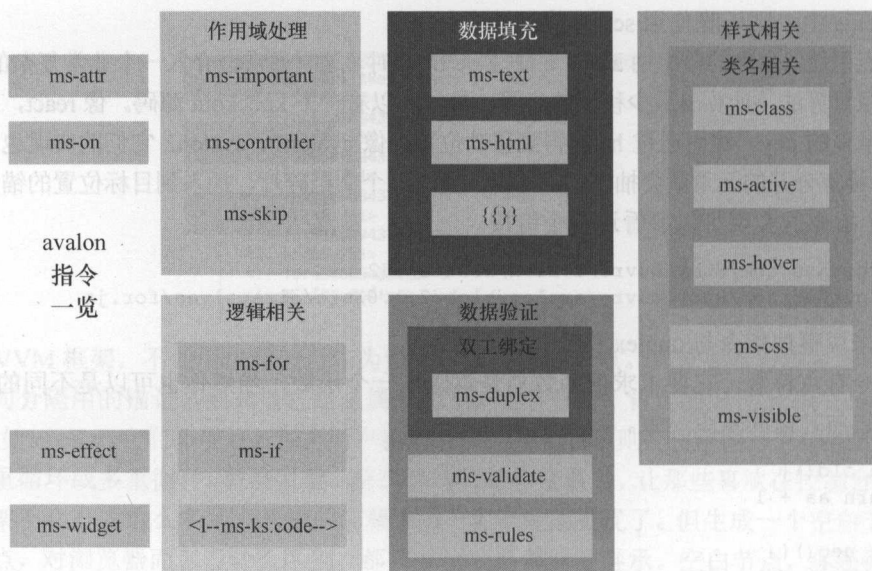 ms-attr
ms-on
avalon
指令
一览
ms-effect
ms-widget
作用域处理
ms-important
ms-controller
ms-skip
逻辑相关
ms-for
ms-if
<!--ms-ks:code-->
数据填充
ms-text
ms-html
{{}}
数据验证
双工绑定
ms-duplex
ms-validate
ms-rules
样式相关
类名相关
ms-class
ms-active
ms-hover
ms-css
ms-visible